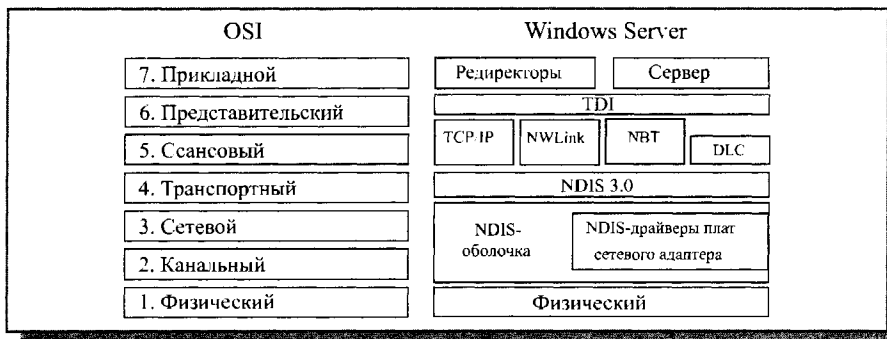 OSI
Windows Server
7. Прикладной
6. Представительский
5. Сеансовый
4. Транспортный
3. Сетевой
2. Канальный
1. Физический
Редиректоры
Сервер
TDI
TCP-IP
NWLink
NBT
DLC
NDIS 3.0
NDIS-
оболочка
NDIS-драйверы плат
сетевого адаптера
Физический